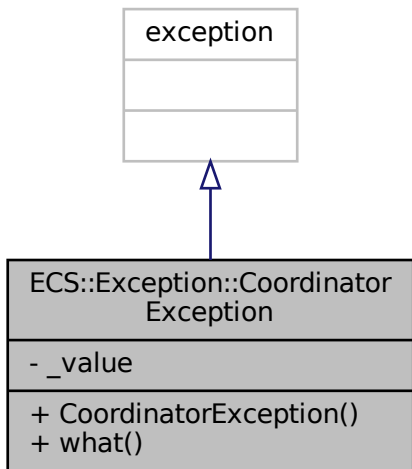 exception
ECS::Exception::Coordinator
Exception
- _value
+ CoordinatorException()
+ what()